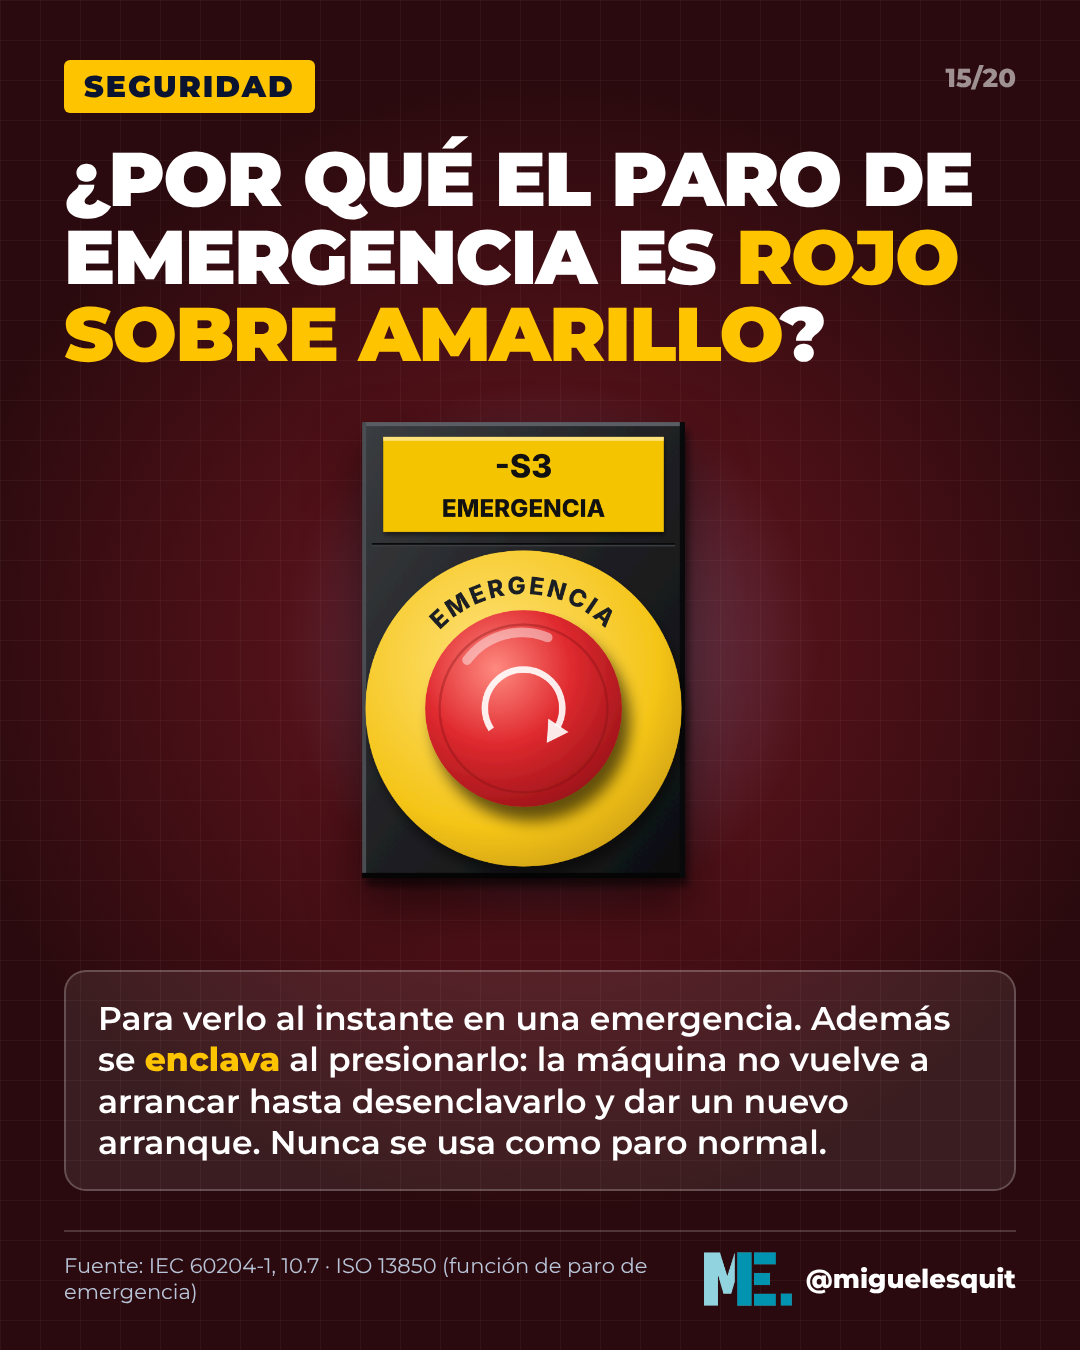 SEGURIDAD
15/20
¿POR QUÉ EL PARO DE
EMERGENCIA ES ROJO
SOBRE AMARILLO?
-S3
EMERGENCIA
EMERGENCIA
Para verlo al instante en una emergencia. Además
se enclava al presionarlo: la máquina no vuelve a
arrancar hasta desenclavarlo y dar un nuevo
arranque. Nunca se usa como paro normal.
Fuente: IEC 60204-1, 10.7 · ISO 13850 (función de paro de
emergencia)
ME.
@miguelesquit